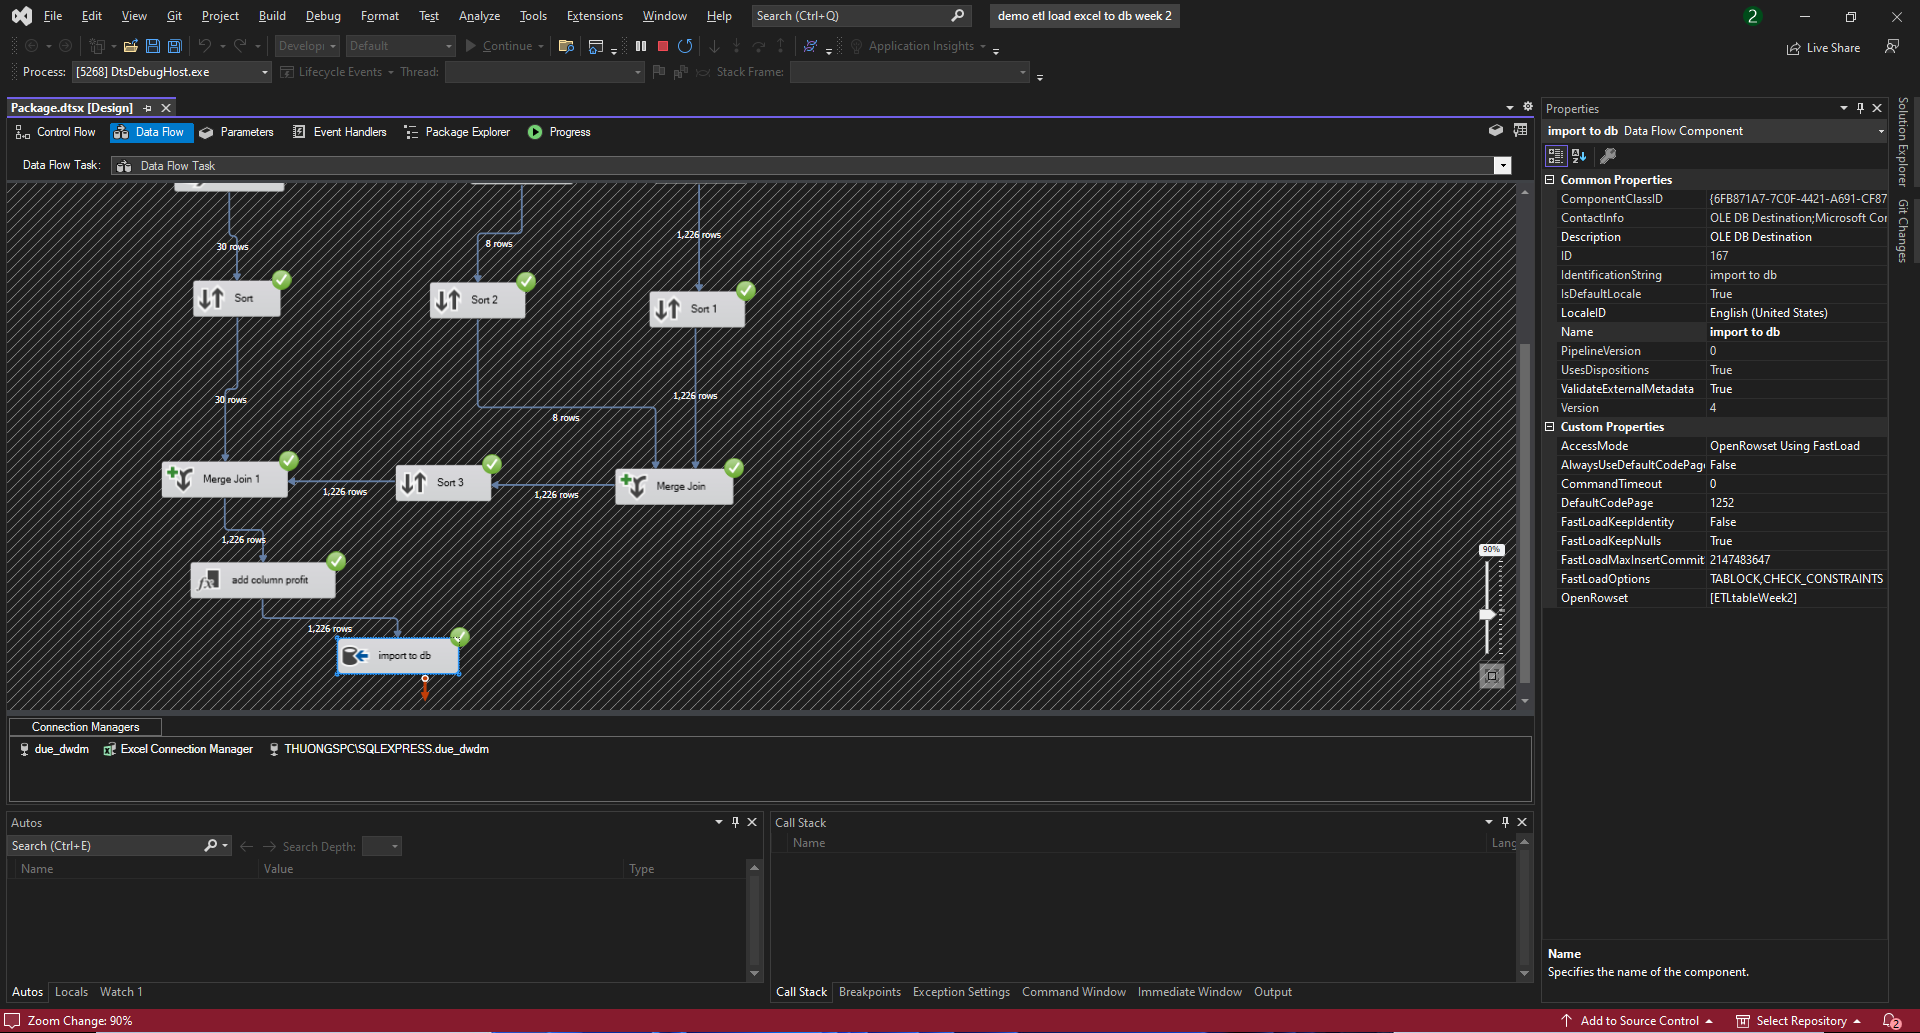 File Edit View Git Project Build Debug Format Test Analyze Tools Extensions Window Help Search (Ctrl+Q) demo etl load excel to db week 2 2
Default Continue Application Insights Live Share
Process: [5268] DtsDebugHost.exe Lifecycle Events Thread: Stack Frame:
Package.dtsx [Design]
Control Flow Data Flow Parameters Event Handlers Package Explorer Progress
Data Flow Task: Data Flow Task
30 rows
8 rows
1,226 rows
Sort
Sort 2
Sort 1
30 rows
8 rows
1,226 rows
Merge Join 1
1,226 rows
Sort 3
1,226 rows
Merge Join
1,226 rows
add column profit
1,226 rows
import to db
90%
Connection Managers
due_dwdm Excel Connection Manager THUONGSPC\SQLEXPRESS.due_dwdm
Autos
Search (Ctrl+E) Search Depth:
Name Value Type
Autos Locals Watch 1
Call Stack
Name Lang
Call Stack Breakpoints Exception Settings Command Window Immediate Window Output
Properties
import to db Data Flow Component
Common Properties
ComponentClassID {6FB871A7-7C0F-4421-A691-CF87
ContactInfo OLE DB Destination;Microsoft Cor
Description OLE DB Destination
ID 167
IdentificationString import to db
IsDefaultLocale True
LocaleID English (United States)
Name import to db
PipelineVersion 0
UsesDispositions True
ValidateExternalMetadata True
Version 4
Custom Properties
AccessMode OpenRowset Using FastLoad
AlwaysUseDefaultCodePag False
CommandTimeout 0
DefaultCodePage 1252
FastLoadKeepIdentity False
FastLoadKeepNulls True
FastLoadMaxInsertCommit 2147483647
FastLoadOptions TABLOCK,CHECK_CONSTRAINTS
OpenRowset [ETLtableWeek2]
Name
Specifies the name of the component.
Solution Explorer
Git Changes
Zoom Change: 90% Add to Source Control Select Repository 2